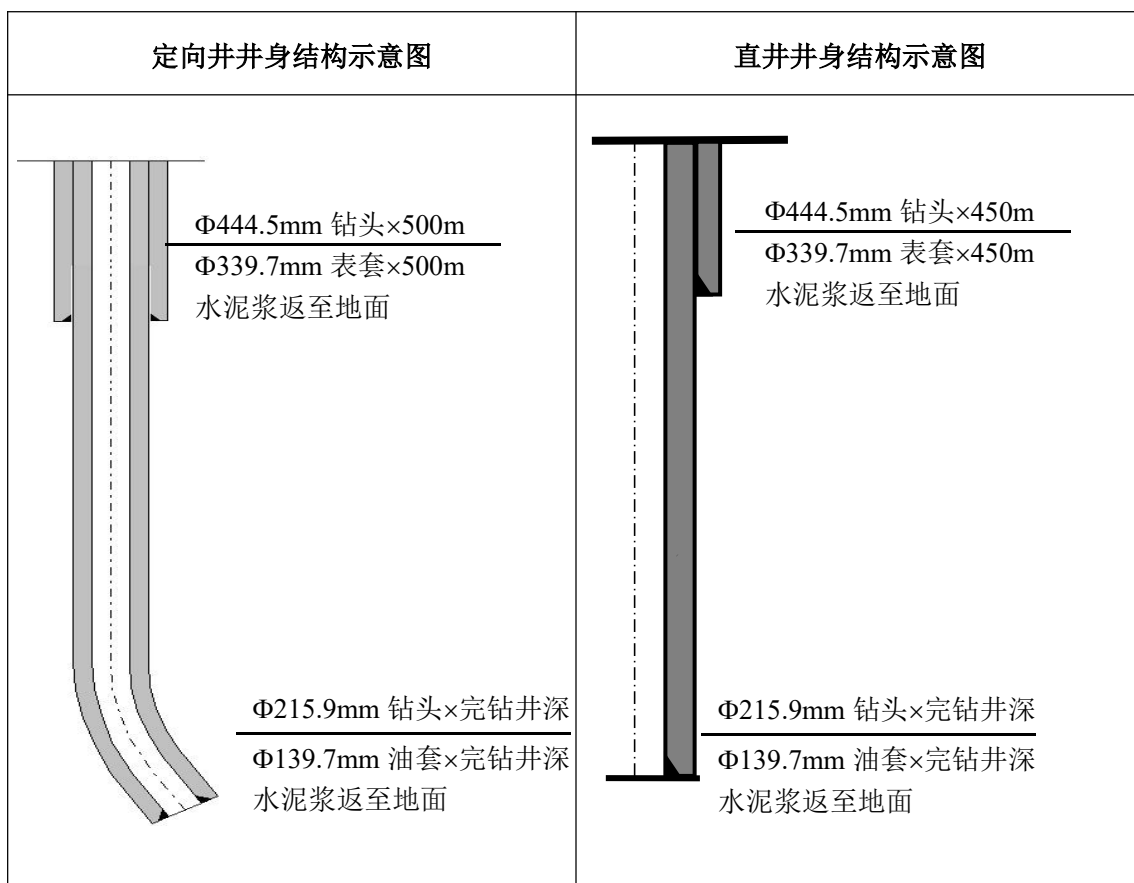 定向井井身结构示意图
直井井身结构示意图
Φ444.5mm 钻头×500m
Φ339.7mm 表套×500m
水泥浆返至地面
Φ215.9mm 钻头×完钻井深
Φ139.7mm 油套×完钻井深
水泥浆返至地面
Φ444.5mm 钻头×450m
Φ339.7mm 表套×450m
水泥浆返至地面
Φ215.9mm 钻头×完钻井深
Φ139.7mm 油套×完钻井深
水泥浆返至地面